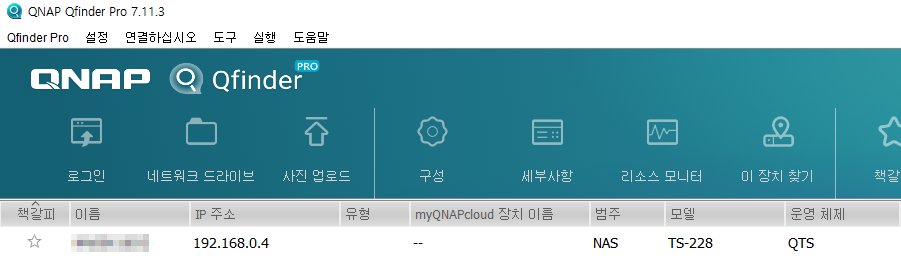 QNAP Qfinder Pro 7.11.3
Qfinder Pro 설정 연결하십시오 도구 실행 도움말
QNAP Qfinder PRO
로그인 네트워크 드라이브 사진 업로드 구성 세부사항 리소스 모니터 이 장치 찾기 책갈
책갈피 이름 IP 주소 유형 myQNAPcloud 장치 이름 범주 모델 운영 체제
192.168.0.4 -- NAS TS-228 QTS